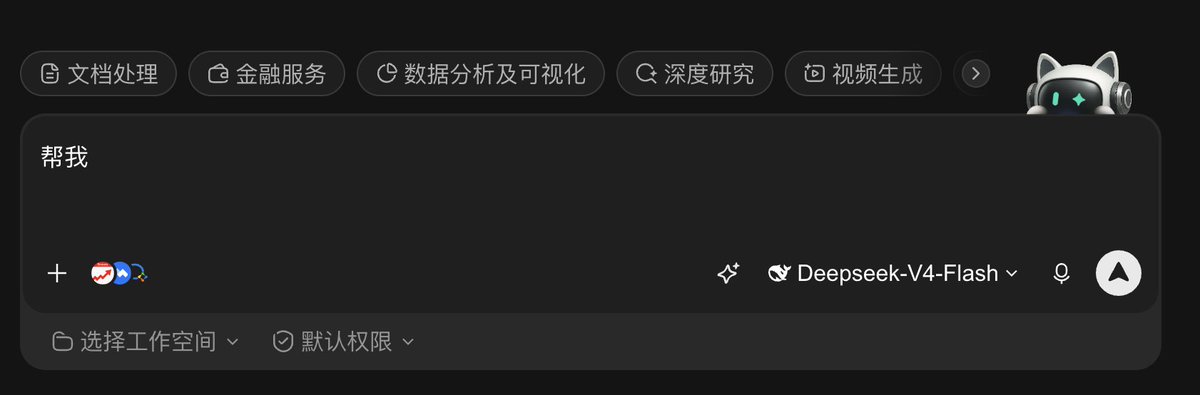 文档处理
金融服务
数据分析及可视化
深度研究
视频生成
帮我
Deepseek-V4-Flash
选择工作空间
默认权限